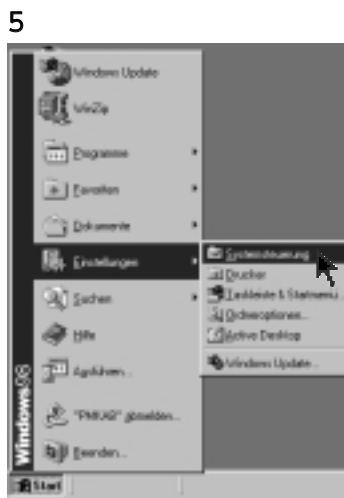 5
Windows Update
WinZip
Programme
Favoriten
Dokumente
Einstellungen
Systemsteuerung
Drucker
Taskleiste & Startmenü...
Ordneroptionen...
Active Desktop
Windows Update...
Suchen
Hilfe
Ausführen...
abmelden...
Beenden...
Windows98
Start